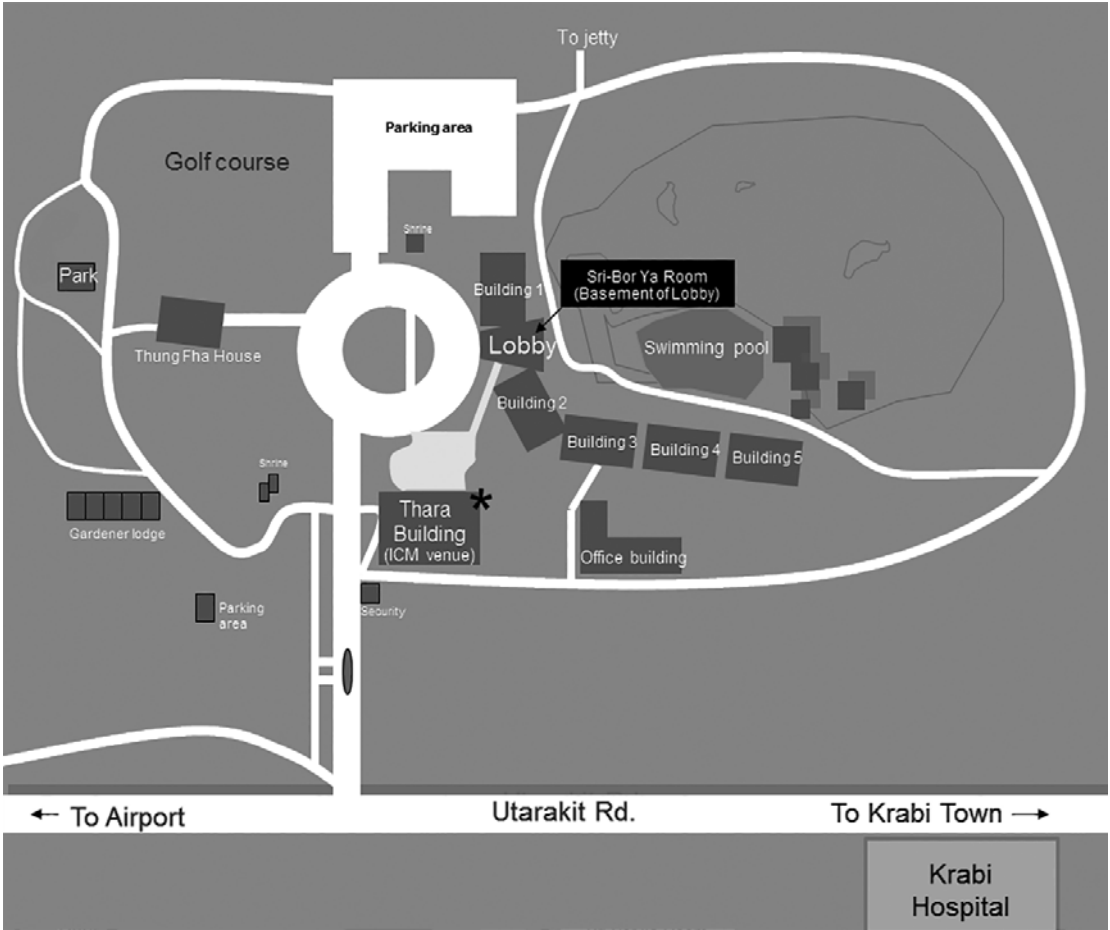 To jetty
Parking area
Golf course
Shrine
Park
Building 1
Sri-Bor Ya Room
(Basement of Lobby)
Lobby
Swimming pool
Thung Fha House
Building 2
Building 3
Building 4
Building 5
Shrine
Thara
Building
(ICM venue)
*
Gardener lodge
Office building
Parking
area
Security
← To Airport
Utarakit Rd.
To Krabi Town →
Krabi
Hospital